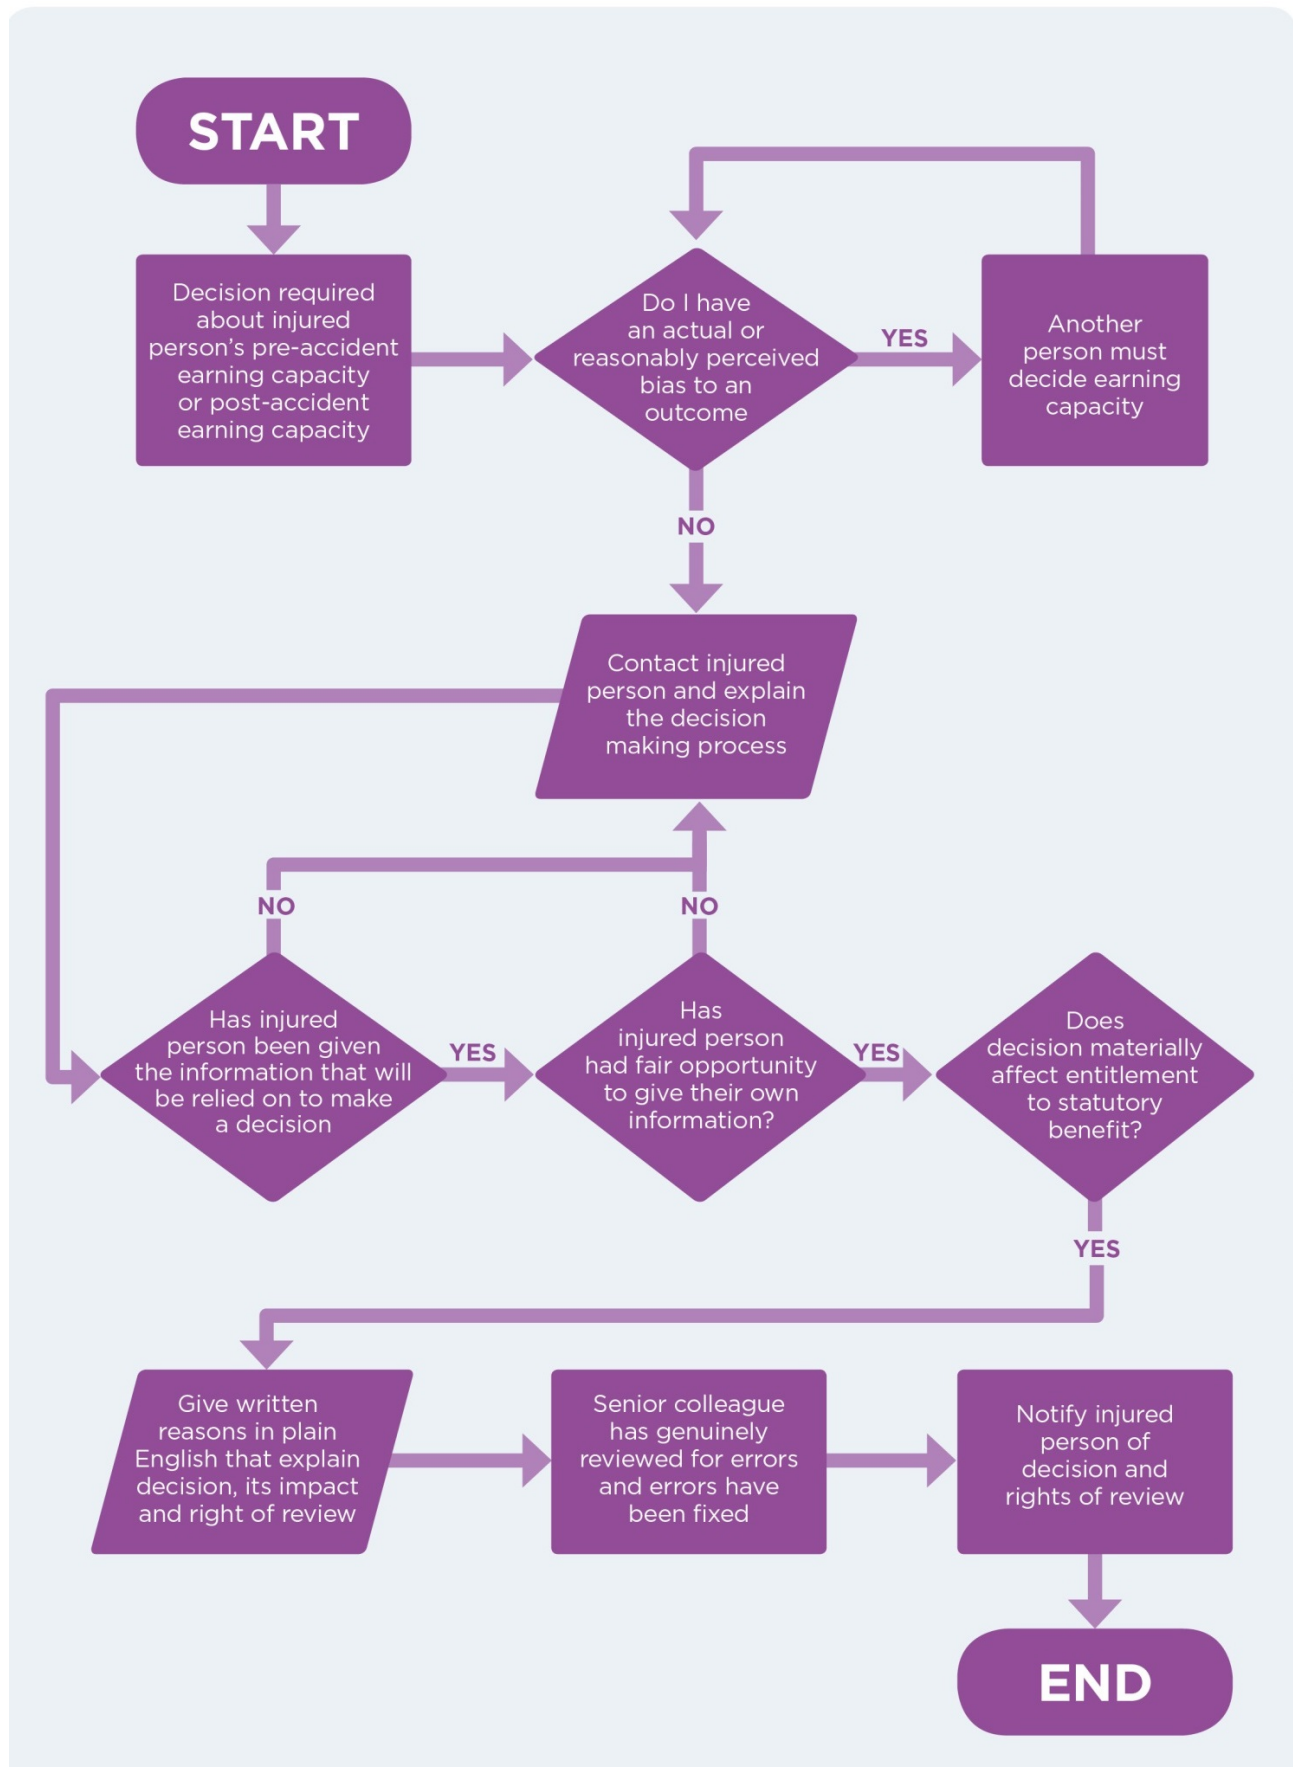 START
Decision required
about injured
person's pre-accident
earning capacity
or post-accident
earning capacity
Do I have
an actual or
reasonably perceived
bias to an
outcome
YES
Another
person must
decide earning
capacity
NO
Contact injured
person and explain
the decision
making process
NO
NO
Has injured
person been given
the information that will
be relied on to make
a decision
YES
Has
injured person
had fair opportunity
to give their own
information?
YES
Does
decision materially
affect entitlement
to statutory
benefit?
YES
Give written
reasons in plain
English that explain
decision, its impact
and right of review
Senior colleague
has genuinely
reviewed for errors
and errors have
been fixed
Notify injured
person of
decision and
rights of review
END